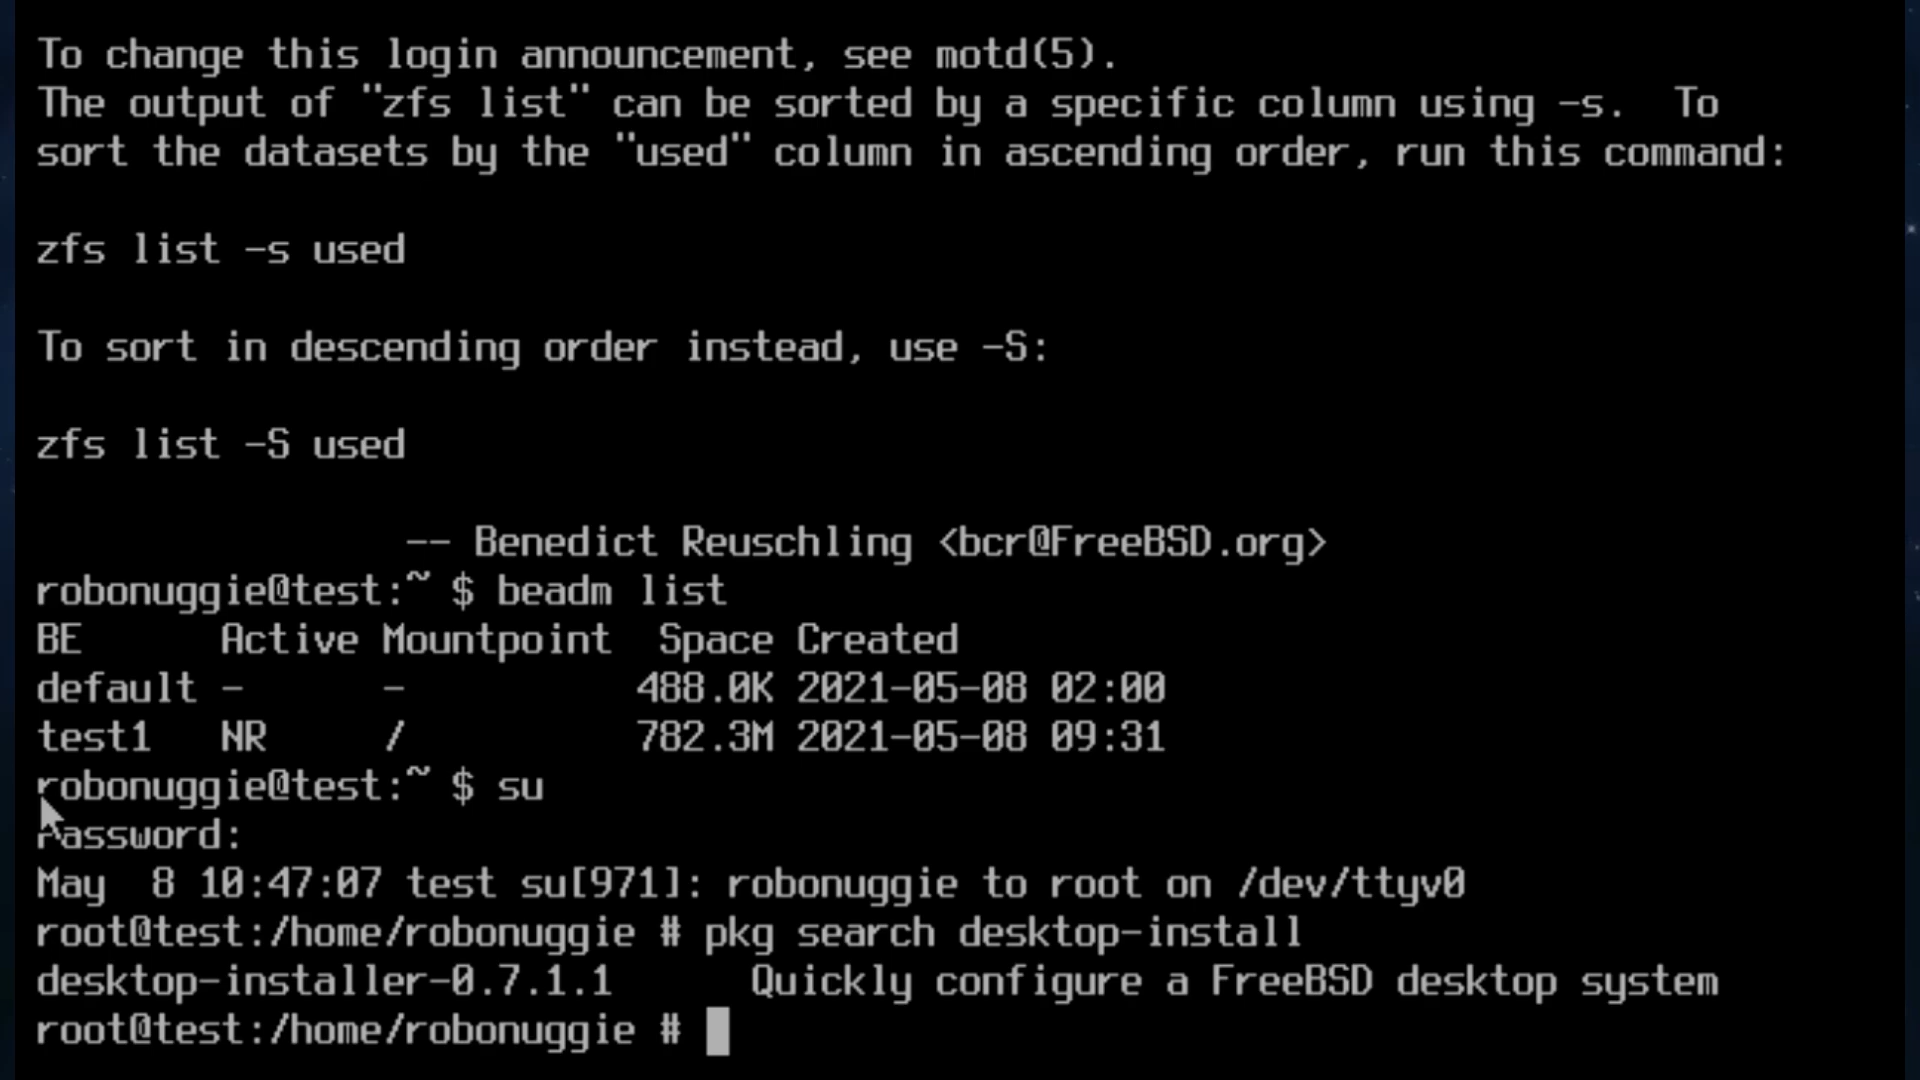 To change this login announcement, see motd(5).
The output of "zfs list" can be sorted by a specific column using -s.  To
sort the datasets by the "used" column in ascending order, run this command:
zfs list -s used
To sort in descending order instead, use -S:
zfs list -S used
-- Benedict Reuschling <bcr@FreeBSD.org>
robonuggie@test:~ $ beadm list
BE      Active Mountpoint  Space Created
default -      -          488.0K 2021-05-08 02:00
test1   NR     /          782.3M 2021-05-08 09:31
robonuggie@test:~ $ su
Password:
May  8 10:47:07 test su[971]: robonuggie to root on /dev/ttyv0
root@test:/home/robonuggie # pkg search desktop-install
desktop-installer-0.7.1.1      Quickly configure a FreeBSD desktop system
root@test:/home/robonuggie #